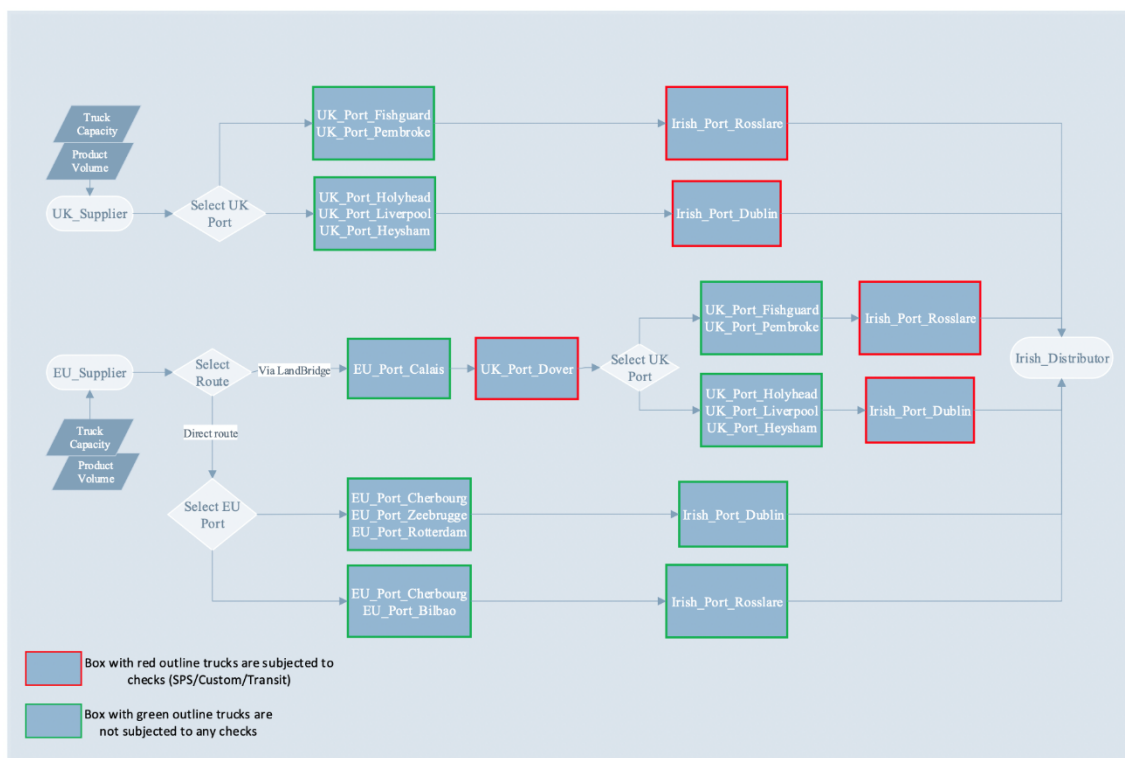 Truck
Capacity
Product
Volume
UK_Supplier
Select UK
Port
UK_Port_Fishguard
UK_Port_Pembroke
Irish_Port_Rosslare
UK_Port_Holyhead
UK_Port_Liverpool
UK_Port_Heysham
Irish_Port_Dublin
EU_Supplier
Truck
Capacity
Product
Volume
Select
Route
Via LandBridge
EU_Port_Calais
UK_Port_Dover
Select UK
Port
UK_Port_Fishguard
UK_Port_Pembroke
Irish_Port_Rosslare
UK_Port_Holyhead
UK_Port_Liverpool
UK_Port_Heysham
Irish_Port_Dublin
Irish_Distributor
Direct route
Select EU
Port
EU_Port_Cherbourg
EU_Port_Zeebrugge
EU_Port_Rotterdam
Irish_Port_Dublin
EU_Port_Cherbourg
EU_Port_Bilbao
Irish_Port_Rosslare
Box with red outline trucks are subjected to
checks (SPS/Custom/Transit)
Box with green outline trucks are
not subjected to any checks